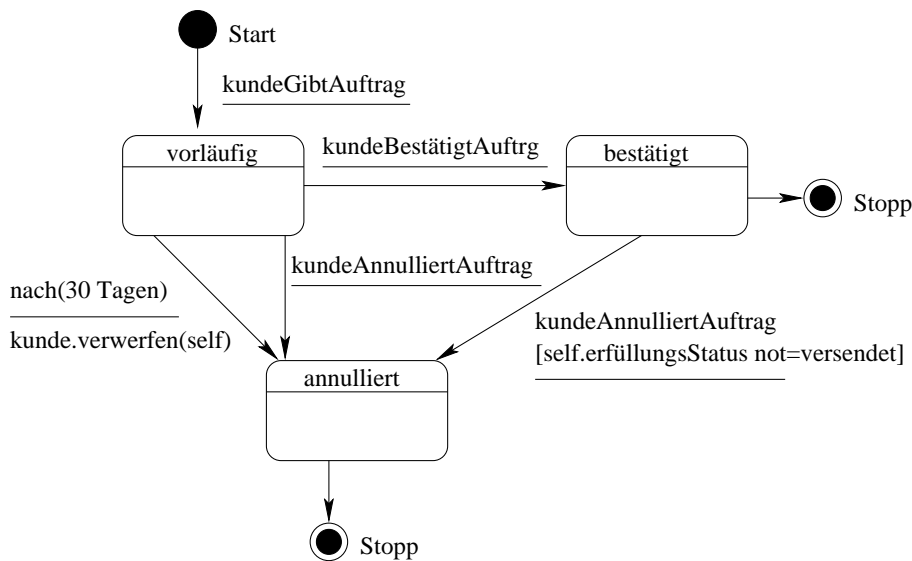 Start
kundeGibtAuftrag
vorläufig
kundeBestätigtAuftrg
bestätigt
Stopp
kundeAnnulliertAuftrag
nach(30 Tagen)
kunde.verwerfen(self)
kundeAnnulliertAuftrag
[self.erfüllungsStatus not=versendet]
annulliert
Stopp